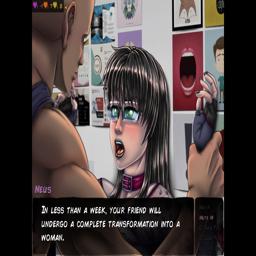 Neus
In less than a week, your friend will
undergo a complete transformation into a
woman.